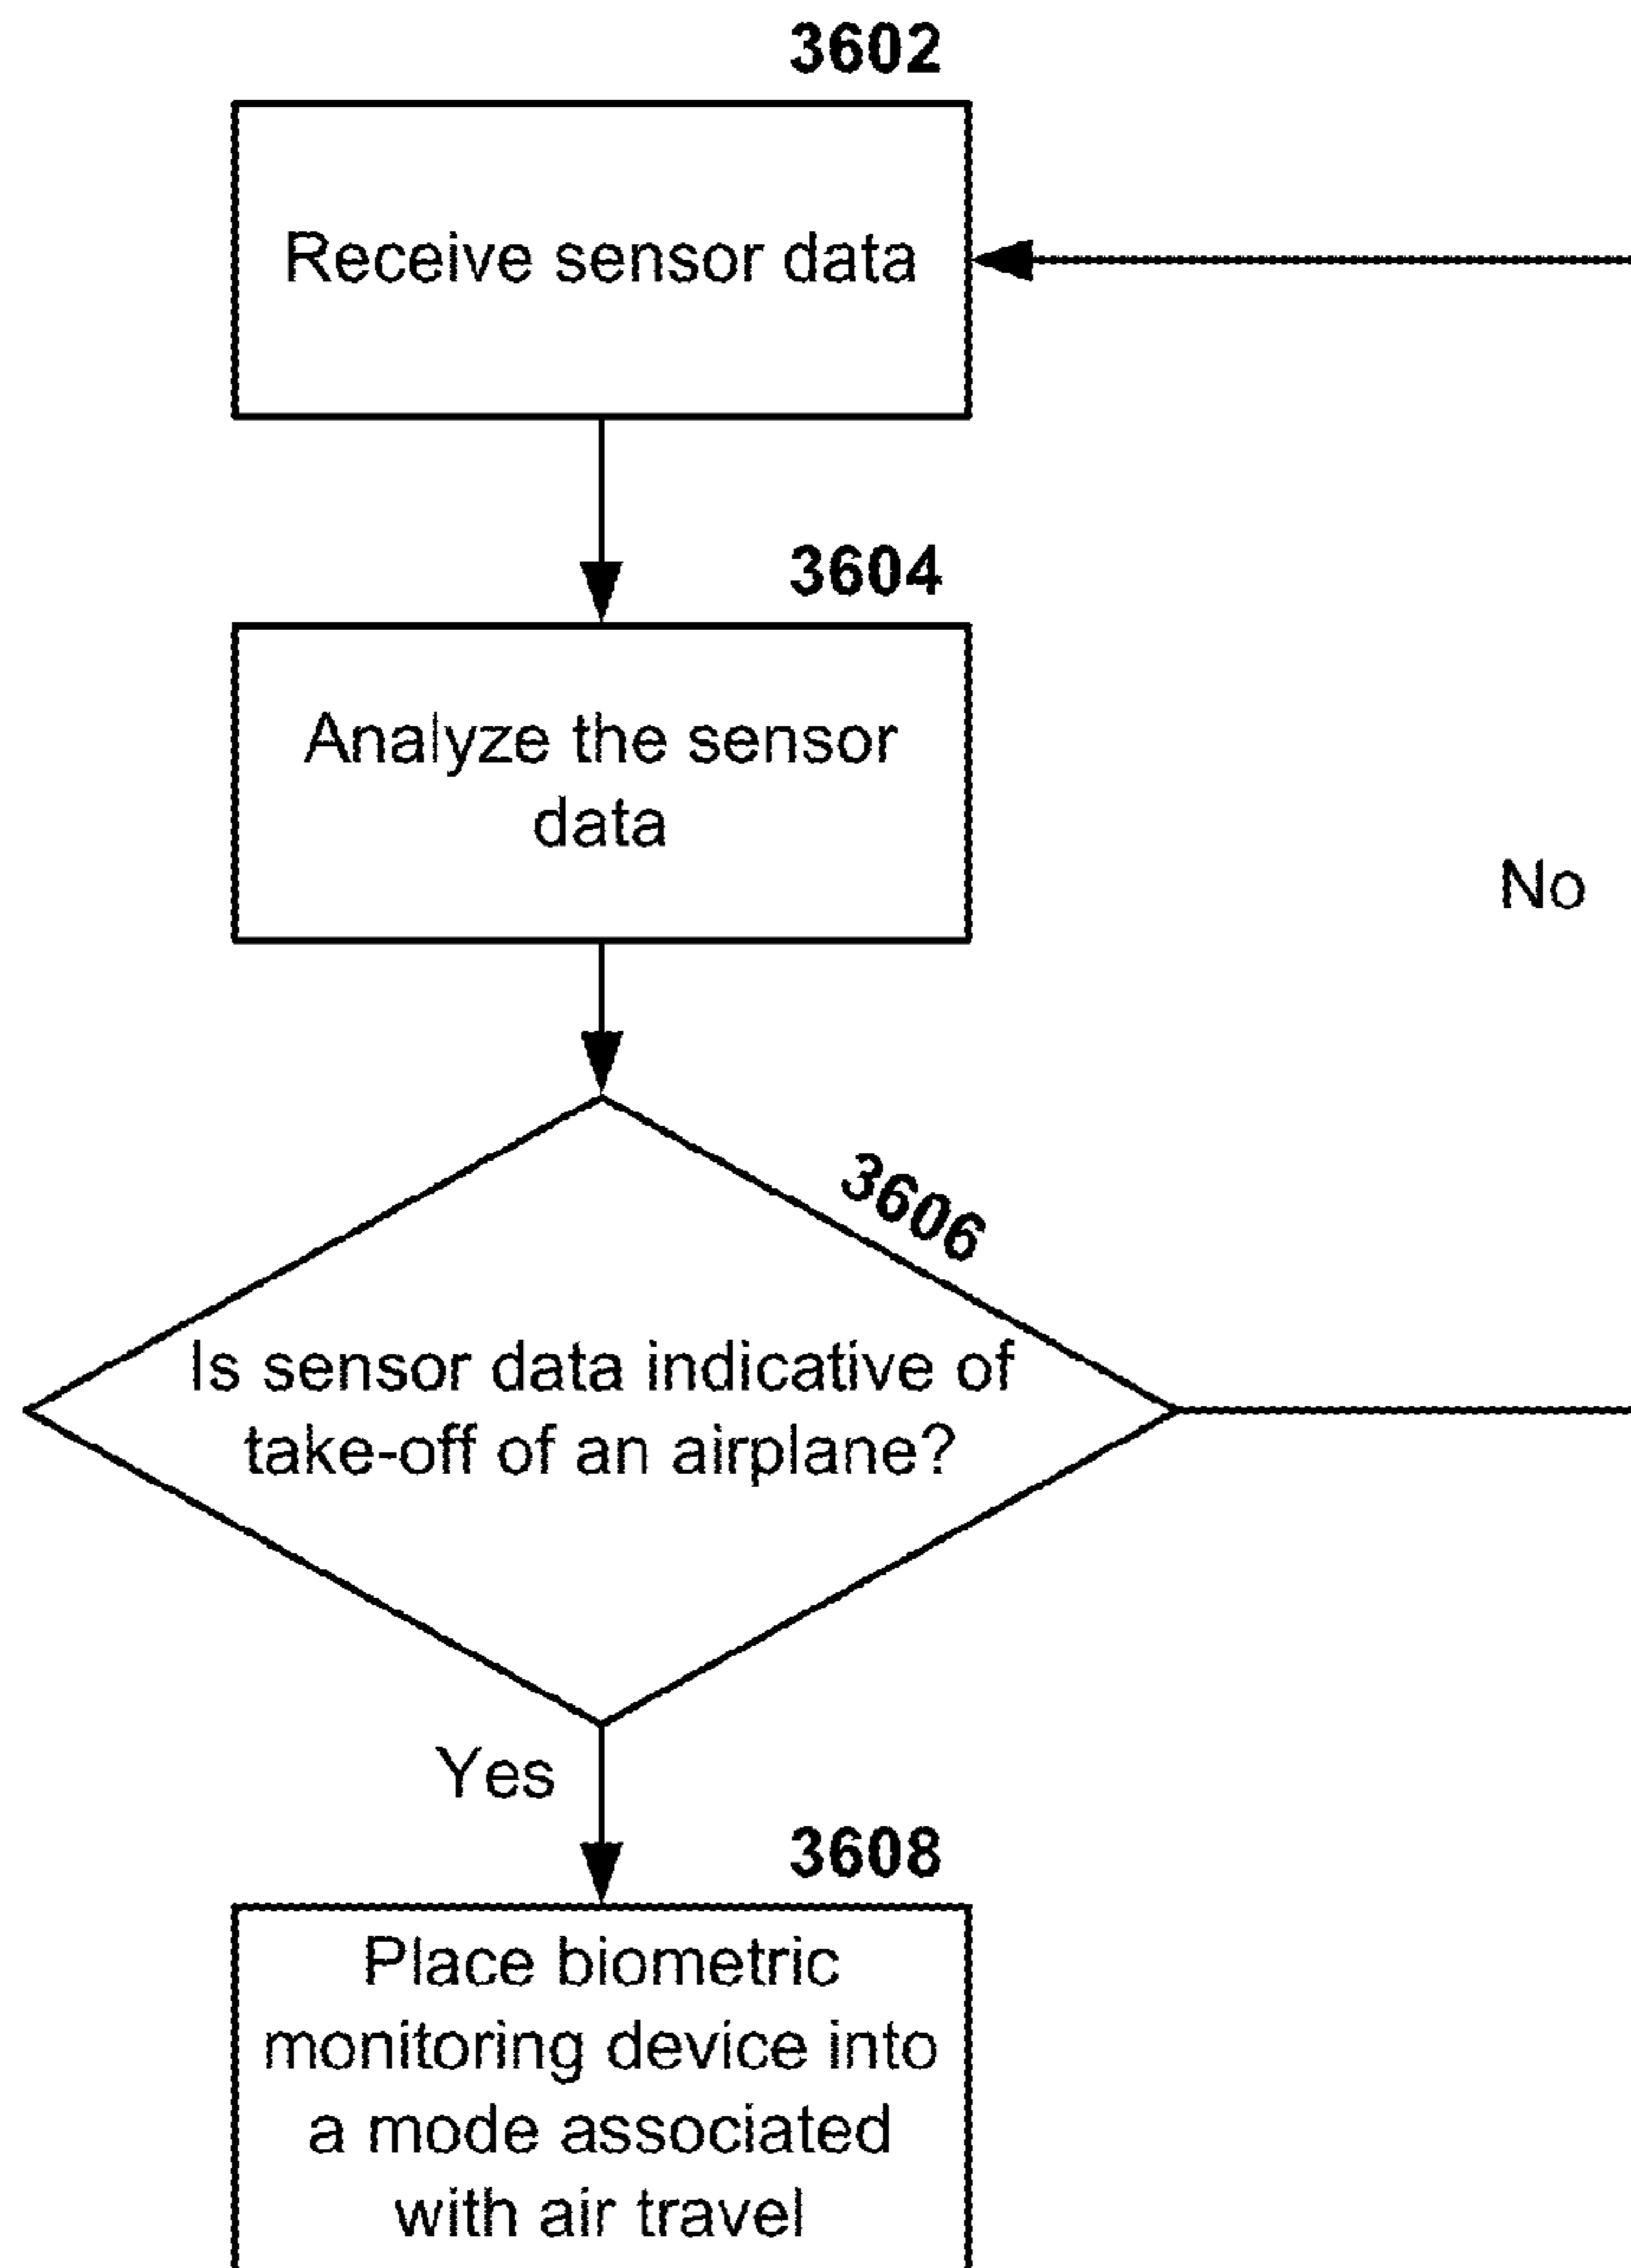 3602
Receive sensor data
3604
Analyze the sensor
data
No
3606
Is sensor data indicative of
take-off of an airplane?
Yes
3608
Place biometric
monitoring device into
a mode associated
with air travel